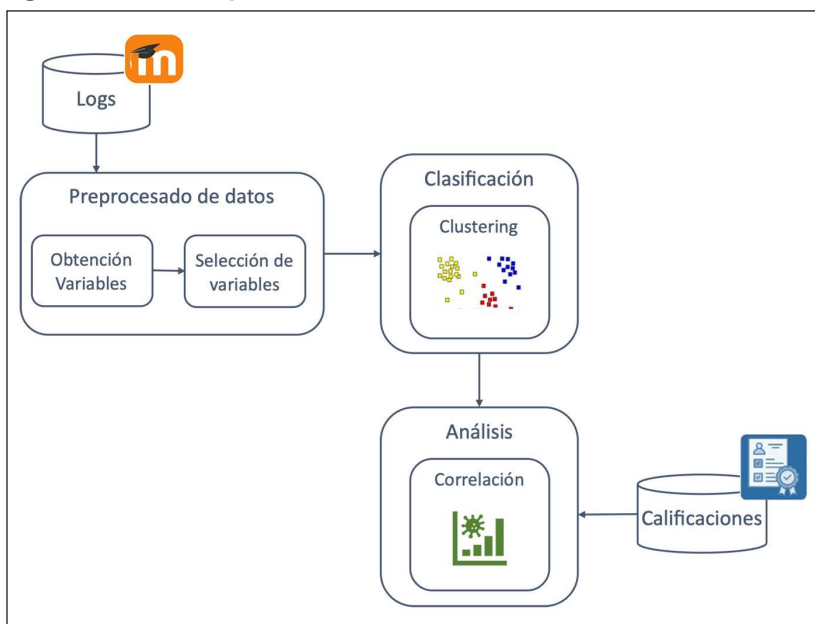 Logs
Preprocesado de datos
Obtención
Variables
Selección de
variables
Clasificación
Clustering
Análisis
Correlación
Calificaciones